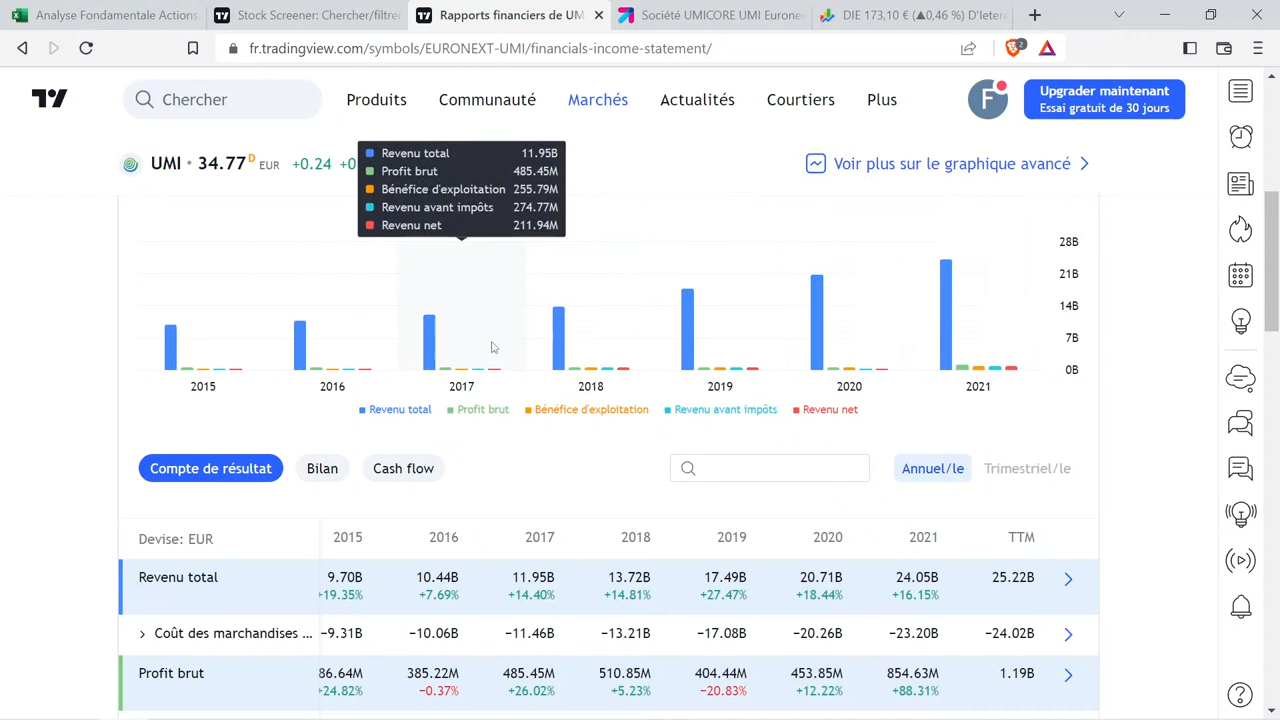 Analyse Fondamental
ctions
Stock Screener: Chercher/filtre
Rapports financiers de UM
Société UMICORE UMI Eurone
DIE 173,10 € (▲0,46 %) D'Ietere
fr.tradingview.com/symbols/EURONEXT-UMI/financials-income-statement/
2
Chercher
Produits
Communauté
Marchés
Actualités
Courtiers
Plus
F
Upgrader maintenant
Essai gratuit de 30 jours
UMI • 34.77 D EUR +0.24 +0
Voir plus sur le graphique avancé
Revenu total 11.95B
Profit brut 485.45M
Bénéfice d'exploitation 255.79M
Revenu avant impôts 274.77M
Revenu net 211.94M
28B
21B
14B
7B
0B
2015 2016 2017 2018 2019 2020 2021
Revenu total Profit brut Bénéfice d'exploitation Revenu avant impôts Revenu net
Compte de résultat Bilan Cash flow Annuel/le Trimestriel/le
Devise: EUR 2015 2016 2017 2018 2019 2020 2021 TTM
Revenu total 9.70B 10.44B 11.95B 13.72B 17.49B 20.71B 24.05B 25.22B
+19.35% +7.69% +14.40% +14.81% +27.47% +18.44% +16.15%
Coût des marchandises ... −9.31B −10.06B −11.46B −13.21B −17.08B −20.26B −23.20B −24.02B
Profit brut 86.64M 385.22M 485.45M 510.85M 404.44M 453.85M 854.63M 1.19B
+24.82% −0.37% +26.02% +5.23% −20.83% +12.22% +88.31%